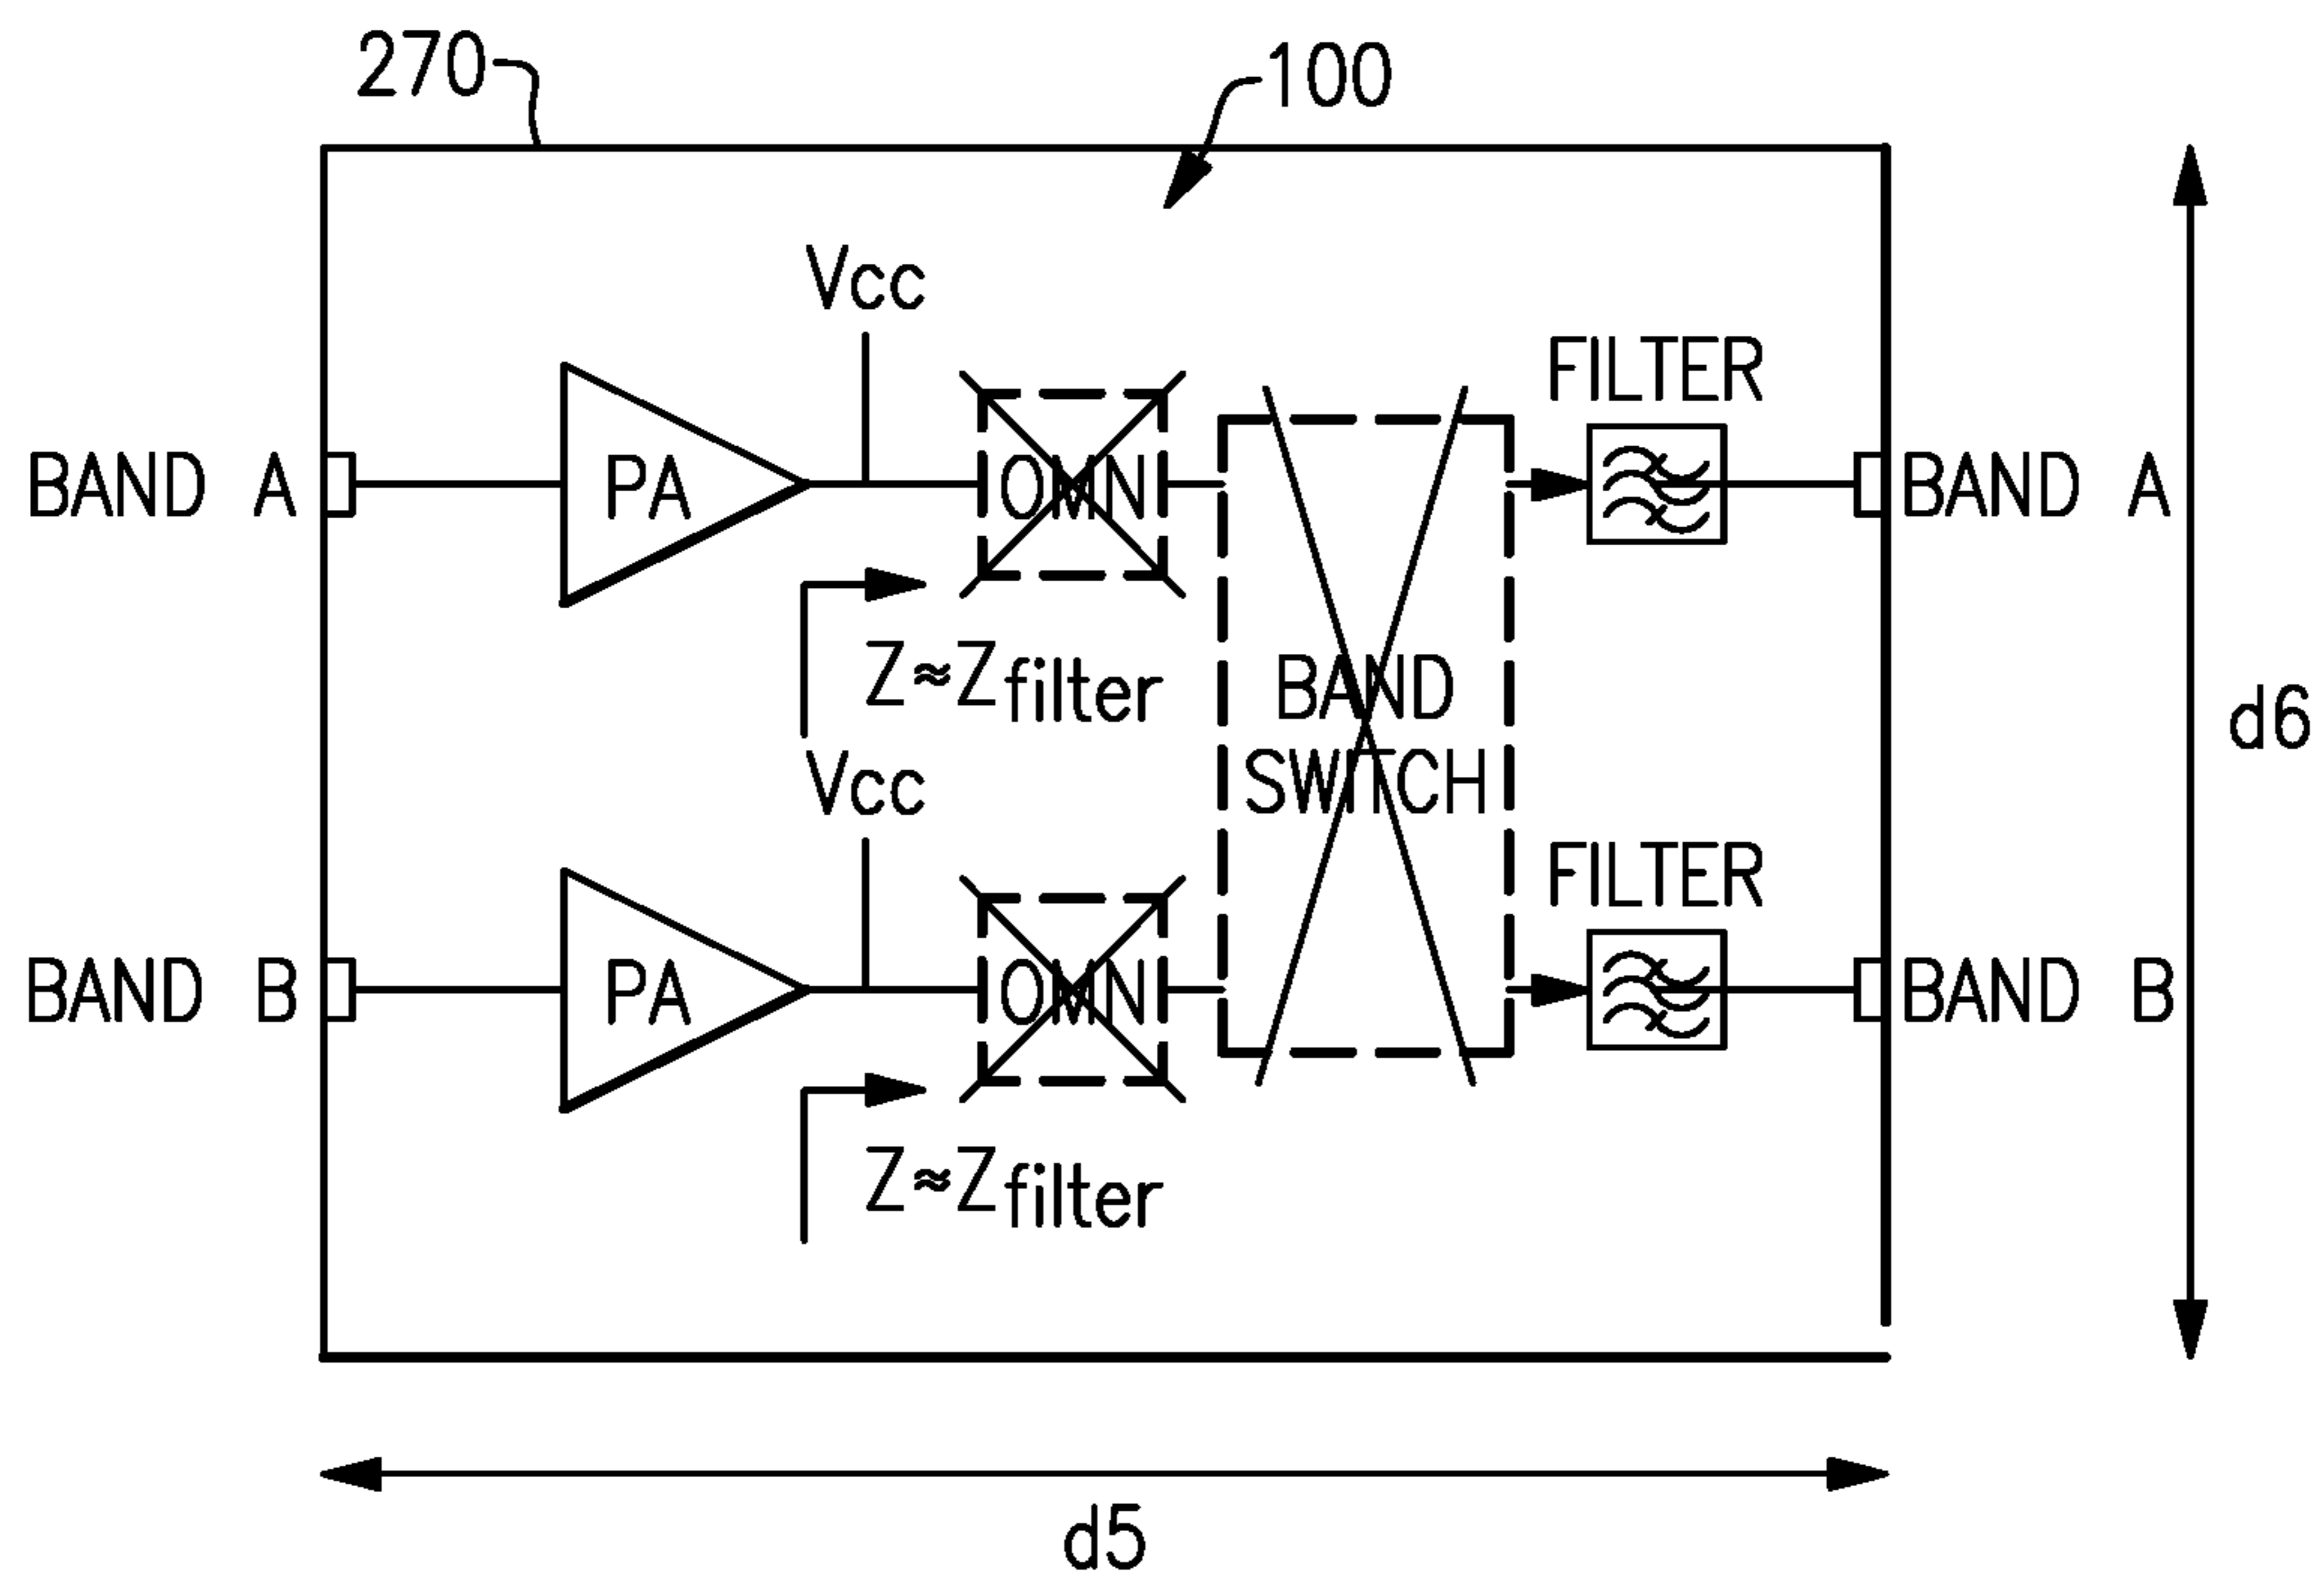 270
100
Vcc
FILTER
BAND A
PA
OMN
BAND A
Z≈Zfilter
BAND
SWITCH
d6
Vcc
FILTER
BAND B
PA
OMN
BAND B
Z≈Zfilter
d5